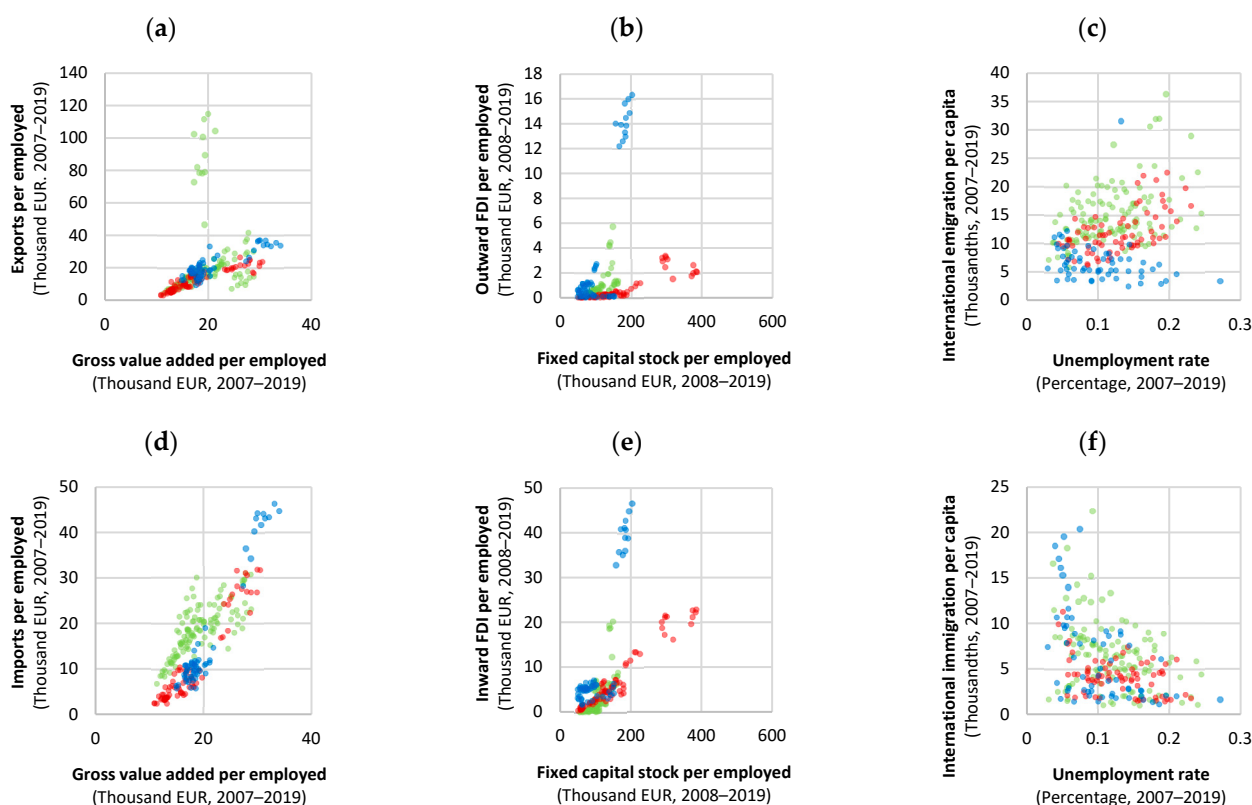 (a)
Exports per employed
(Thousand EUR. 2007–2019)
140
120
100
80
60
40
20
0
0 20 40
Gross value added per employed
(Thousand EUR, 2007–2019)
(b)
Outward FDI per employed
(Thousand EUR, 2008–2019)
18
16
14
12
10
8
6
4
2
0
0 200 400 600
Fixed capital stock per employed
(Thousand EUR, 2008–2019)
(c)
International emigration per capita
(Thousandths, 2007–2019)
40
35
30
25
20
15
10
5
0
0 0.1 0.2 0.3
Unemployment rate
(Percentage, 2007–2019)
(d)
Imports per employed
(Thousand EUR, 2007–2019)
50
40
30
20
10
0
0 20 40
Gross value added per employed
(Thousand EUR, 2007–2019)
(e)
Inward FDI per employed
(Thousand EUR, 2008–2019)
50
40
30
20
10
0
0 200 400 600
Fixed capital stock per employed
(Thousand EUR, 2008–2019)
(f)
International immigration per capita
(Thousandths, 2007–2019)
25
20
15
10
5
0
0 0.1 0.2 0.3
Unemployment rate
(Percentage, 2007–2019)